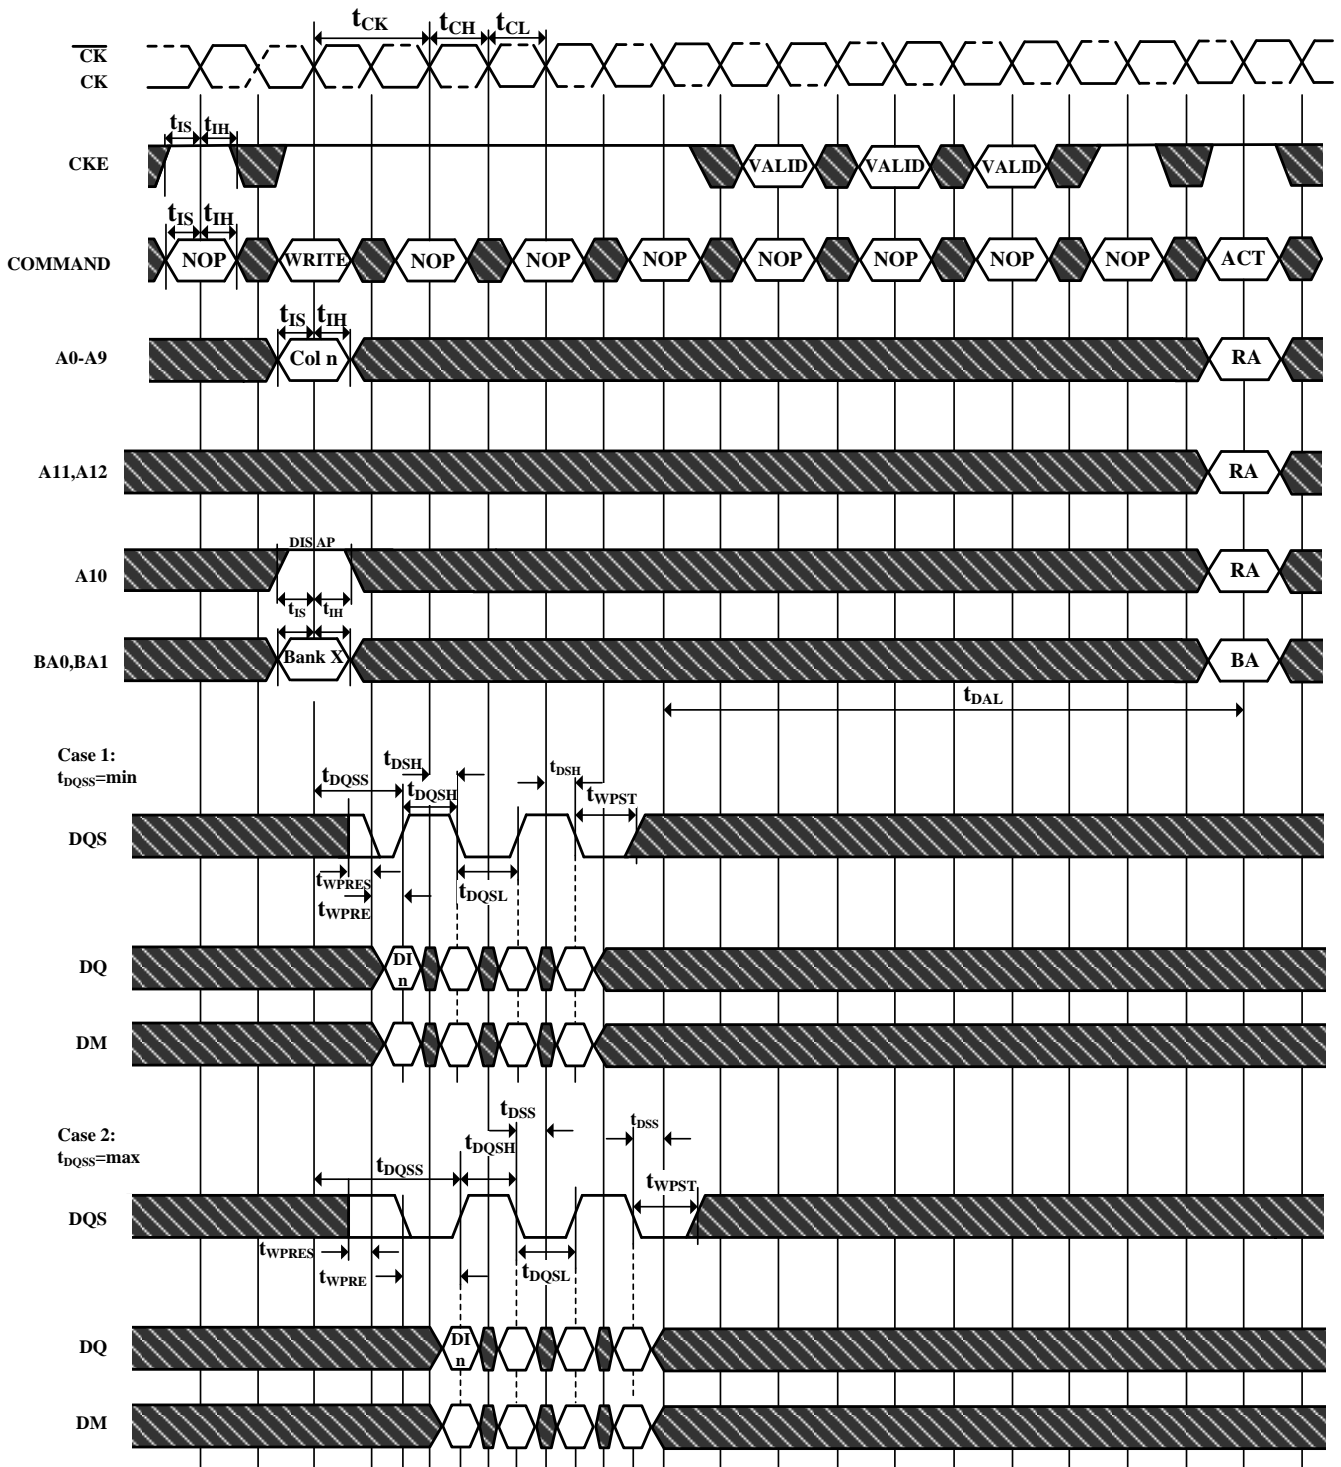 tCK tCH tCL
CK
CK
tIS tIH
CKE VALID VALID VALID
tIS tIH
COMMAND NOP WRITE NOP NOP NOP NOP NOP NOP NOP ACT
tIS tIH
A0-A9 Col n RA
A11,A12 RA
DIS AP
A10 RA
tIS tIH
BA0,BA1 Bank X BA
tDAL
Case 1:
tDQSS=min
tDSH tDSH
tDQSS tDQSH tWPST
DQS
tWPRES tDQSL
tWPRE
DQ DI
n
DM
tDSS tDSS
Case 2:
tDQSS=max
tDQSH
tDQSS tWPST
DQS
tWPRES
tWPRE tDQSL
DQ DI
n
DM